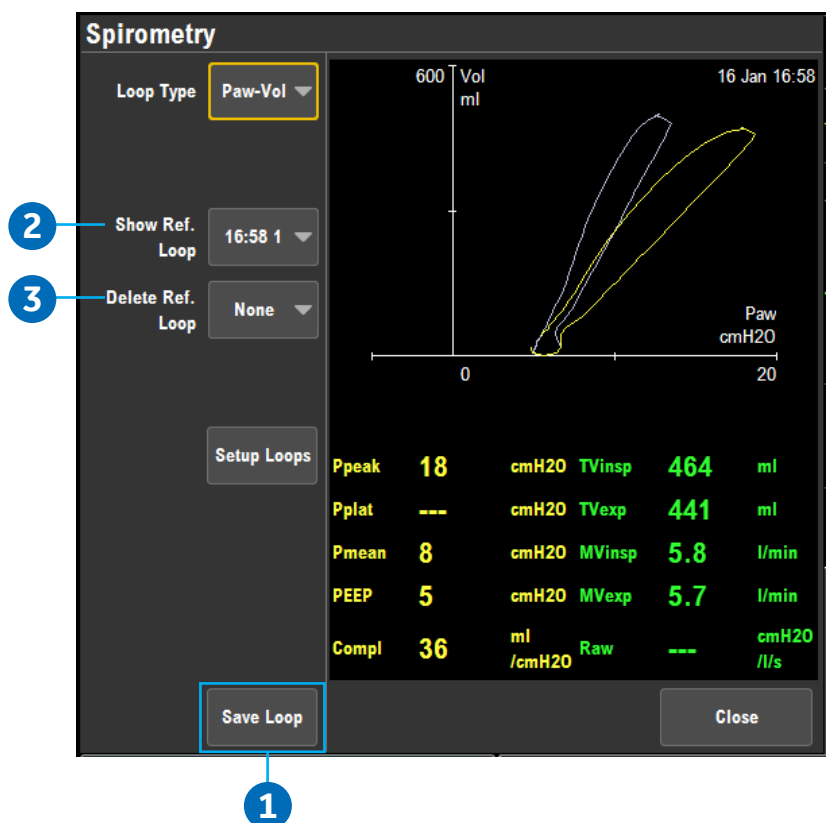 Spirometry
Loop Type
Paw-Vol
600 Vol
ml
16 Jan 16:58
2
Show Ref.
Loop
16:58 1
3
Delete Ref.
Loop
None
Paw
cmH2O
0
20
Setup Loops
Ppeak 18 cmH2O TVinsp 464 ml
Pplat --- cmH2O TVexp 441 ml
Pmean 8 cmH2O MVinsp 5.8 l/min
PEEP 5 cmH2O MVexp 5.7 l/min
Compl 36 ml
/cmH2O
Raw --- cmH2O
/l/s
Save Loop
Close
1